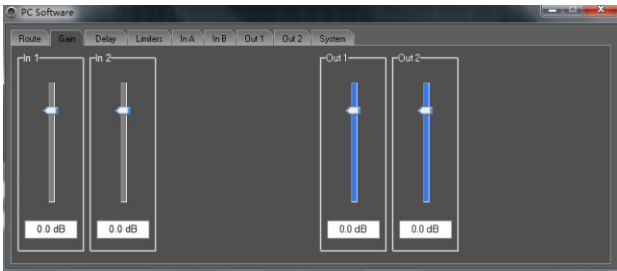 PC Software
Route Gain Delay Limiters In A In B Out 1 Out 2 System
In 1 In 2 Out 1 Out 2
0.0 dB 0.0 dB 0.0 dB 0.0 dB